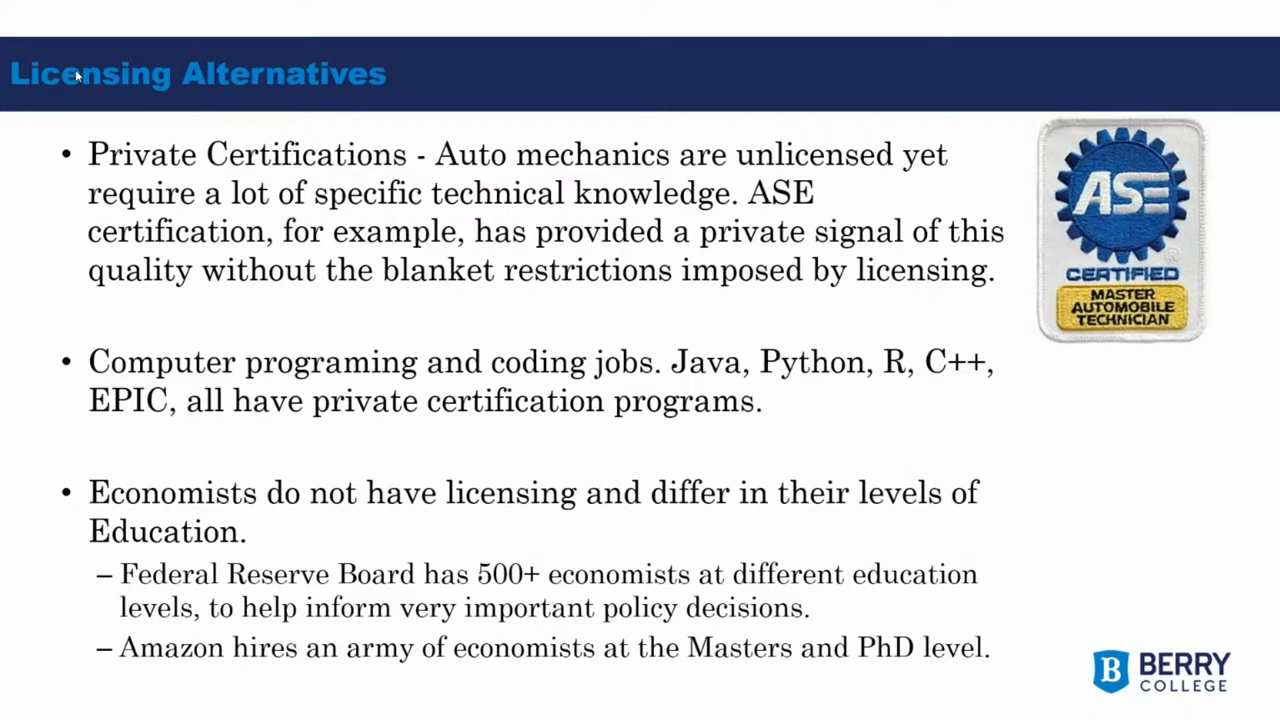 Licensing Alternatives
• Private Certifications - Auto mechanics are unlicensed yet
require a lot of specific technical knowledge. ASE
certification, for example, has provided a private signal of this
quality without the blanket restrictions imposed by licensing.
ASE
CERTIFIED
MASTER
AUTOMOBILE
TECHNICIAN
• Computer programing and coding jobs. Java, Python, R, C++,
EPIC, all have private certification programs.
• Economists do not have licensing and differ in their levels of
Education.
– Federal Reserve Board has 500+ economists at different education
levels, to help inform very important policy decisions.
– Amazon hires an army of economists at the Masters and PhD level.
B BERRY
COLLEGE